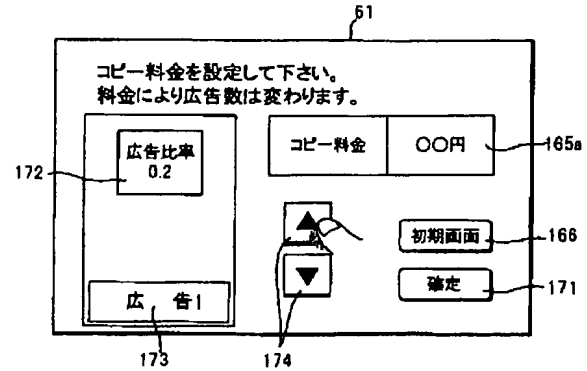 61
コピー料金を設定して下さい。
料金により広告数は変わります。
広告比率
0.2
172
コピー料金
〇〇円
165a
▲
初期画面
166
▼
確定
171
広 告1
173
174